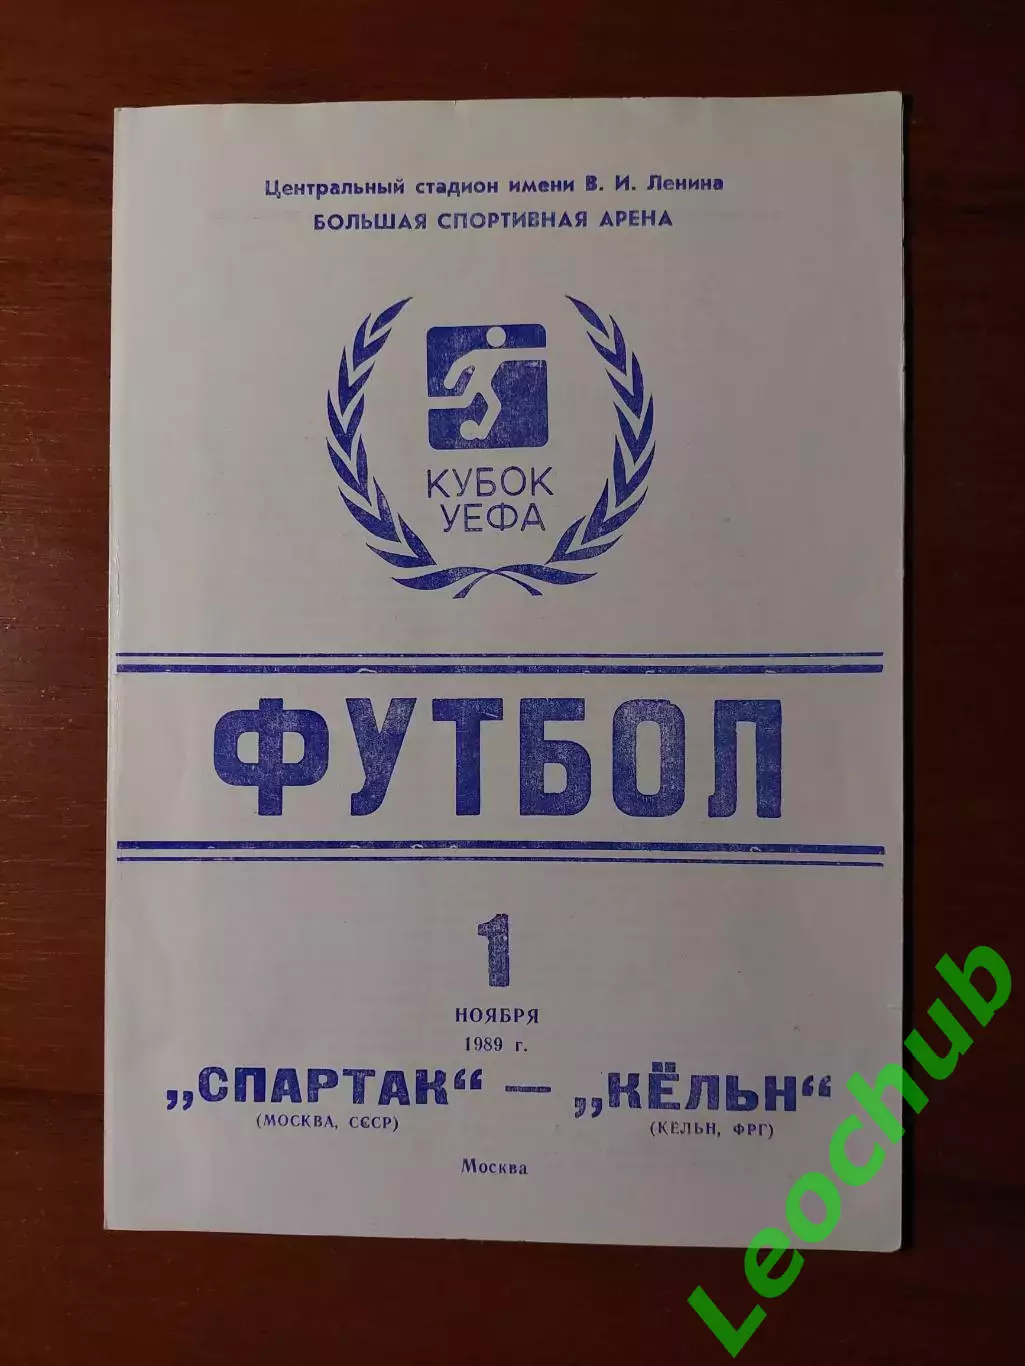 Центральный стадион имени В. И. Ленина
БОЛЬШАЯ СПОРТИВНАЯ АРЕНА
КУБОК
УЕФА
ФУТБОЛ
1
НОЯБРЯ
1989 г.
„СПАРТАК“ — „КЁЛЬН“
(МОСКВА, СССР) (КЕЛЬН, ФРГ)
Москва
Leochub